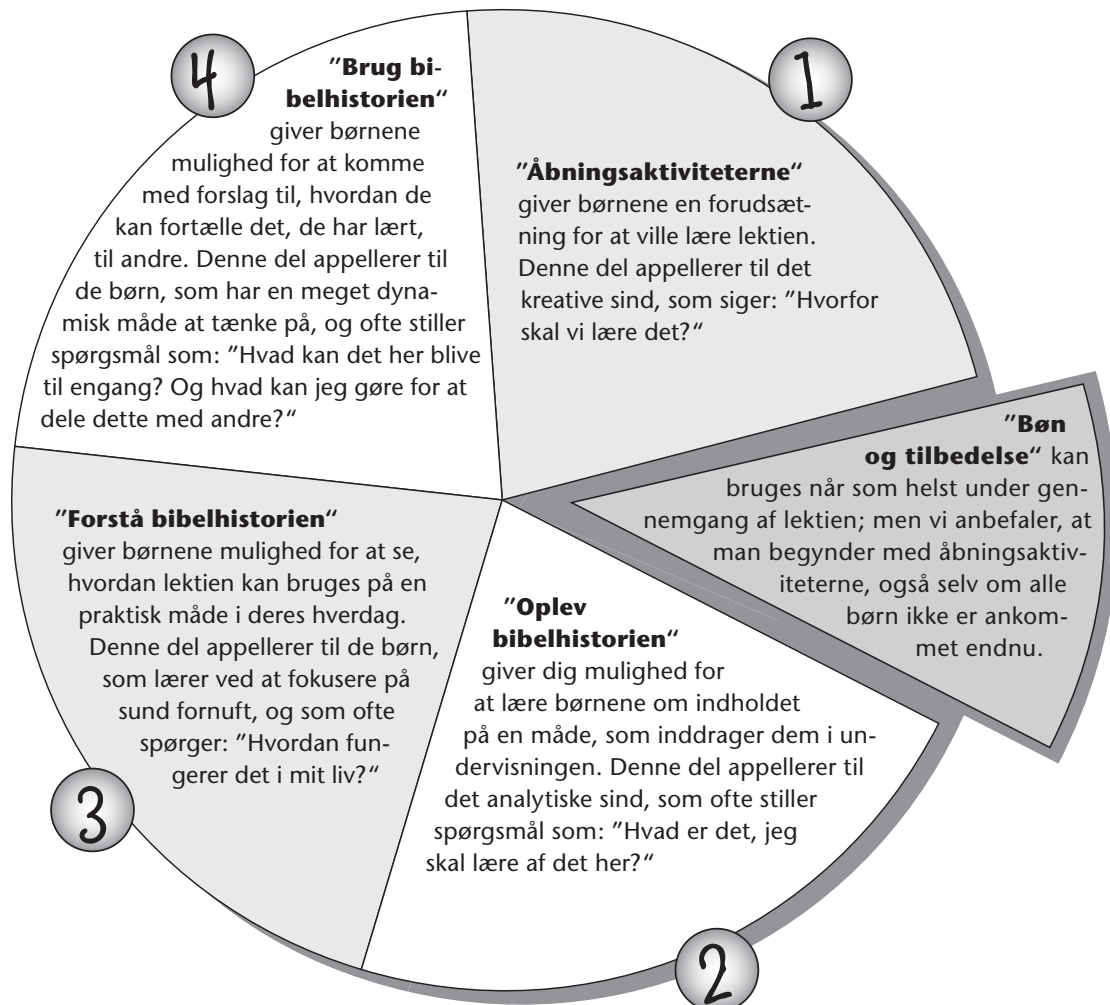 1
”Åbningsaktiviteterne“
giver børnene en forudsæt-
ning for at ville lære lektien.
Denne del appellerer til det
kreative sind, som siger: ”Hvorfor
skal vi lære det?“
”Bøn
og tilbedelse“ kan
bruges når som helst under gen-
nemgang af lektien; men vi anbefaler, at
man begynder med åbningsaktiv-
iteterne, også selv om alle
børn ikke er ankom-
met endnu.
2
”Oplev
bibelhistorien“
giver dig mulighed for
at lære børnene om indholdet
på en måde, som inddrager dem i un-
dervisningen. Denne del appellerer til
det analytiske sind, som ofte stiller
spørgsmål som: ”Hvad er det, jeg
skal lære af det her?“
3
”Forstå bibelhistorien“
giver børnene mulighed for at se,
hvordan lektien kan bruges på en
praktisk måde i deres hverdag.
Denne del appellerer til de børn,
som lærer ved at fokusere på
sund fornuft, og som ofte
spørger: ”Hvordan fun-
gerer det i mit liv?“
4
”Brug bi-
belhistorien“
giver børnene
mulighed for at komme
med forslag til, hvordan de
kan fortælle det, de har lært,
til andre. Denne del appellerer til
de børn, som har en meget dyna-
misk måde at tænke på, og ofte stiller
spørgsmål som: ”Hvad kan det her blive
til engang? Og hvad kan jeg gøre for at
dele dette med andre?“